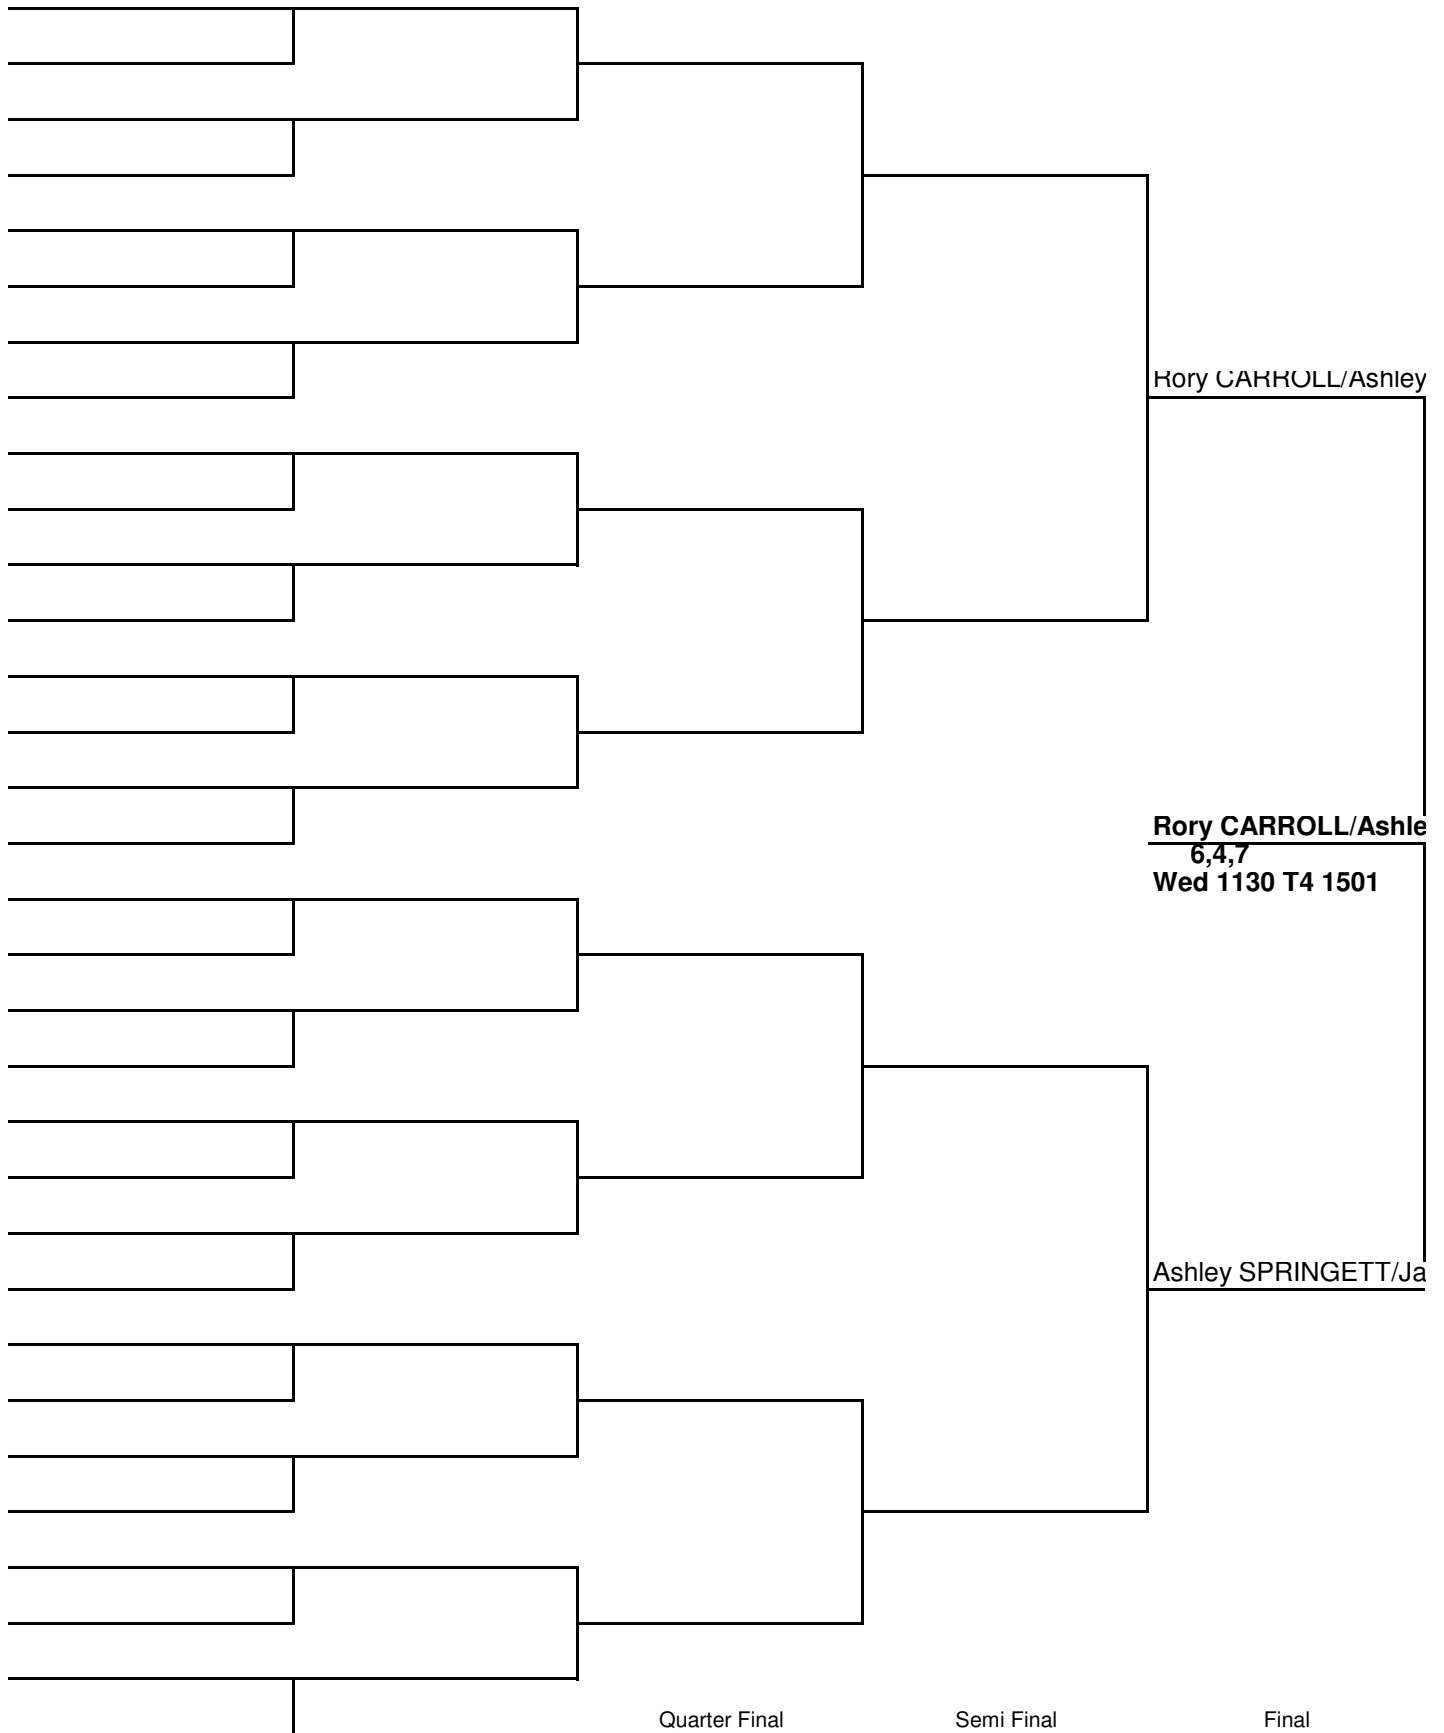 Rory CARROLL/Ashley
Rory CARROLL/Ashle
6,4,7
Wed 1130 T4 1501
Ashley SPRINGETT/Ja
Quarter Final Semi Final Final